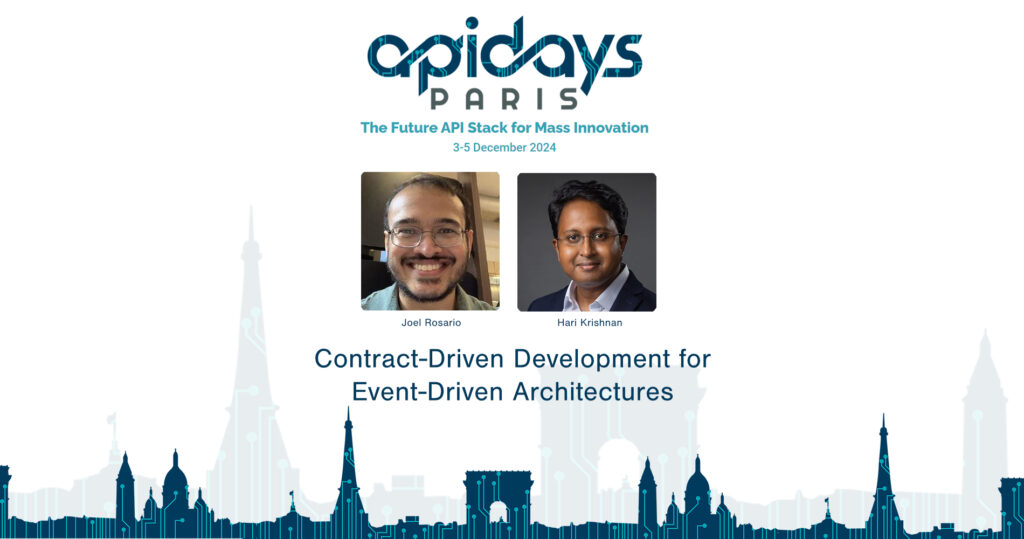 apidays
PARIS
The Future API Stack for Mass Innovation
3-5 December 2024
Joel Rosario
Hari Krishnan
Contract-Driven Development for
Event-Driven Architectures